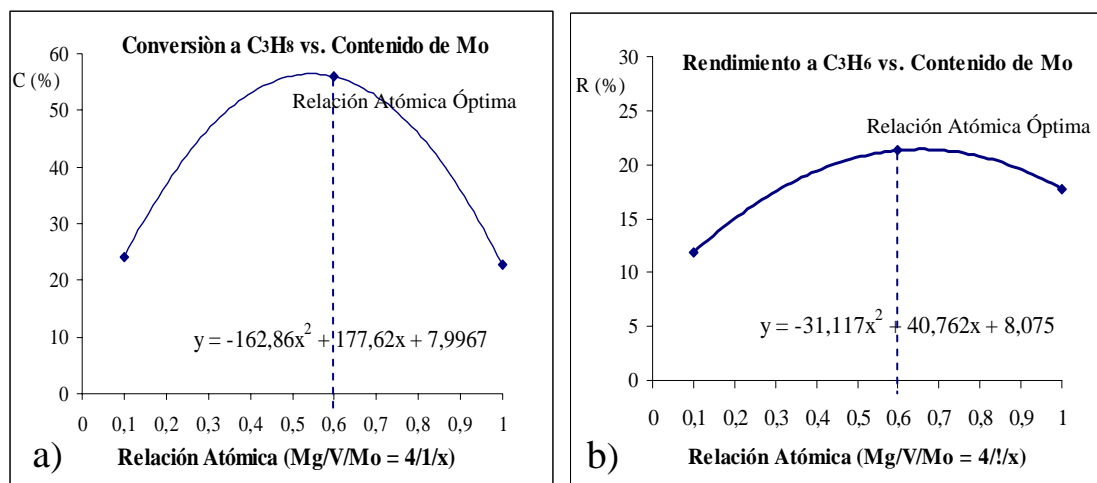 Conversiòn a C3H8 vs. Contenido de Mo
60
C (%)
50
40
30
20
10
0
Relación Atómica Óptima
y = -162,86x² + 177,62x + 7,9967
0 0,1 0,2 0,3 0,4 0,5 0,6 0,7 0,8 0,9 1
a)
Relación Atómica (Mg/V/Mo = 4/1/x)
Rendimiento a C3H6 vs. Contenido de Mo
30
R (%)
25
20
15
10
5
0
Relación Atómica Óptima
y = -31,117x² + 40,762x + 8,075
0 0,1 0,2 0,3 0,4 0,5 0,6 0,7 0,8 0,9 1
b)
Relación Atómica (Mg/V/Mo = 4/!/x)